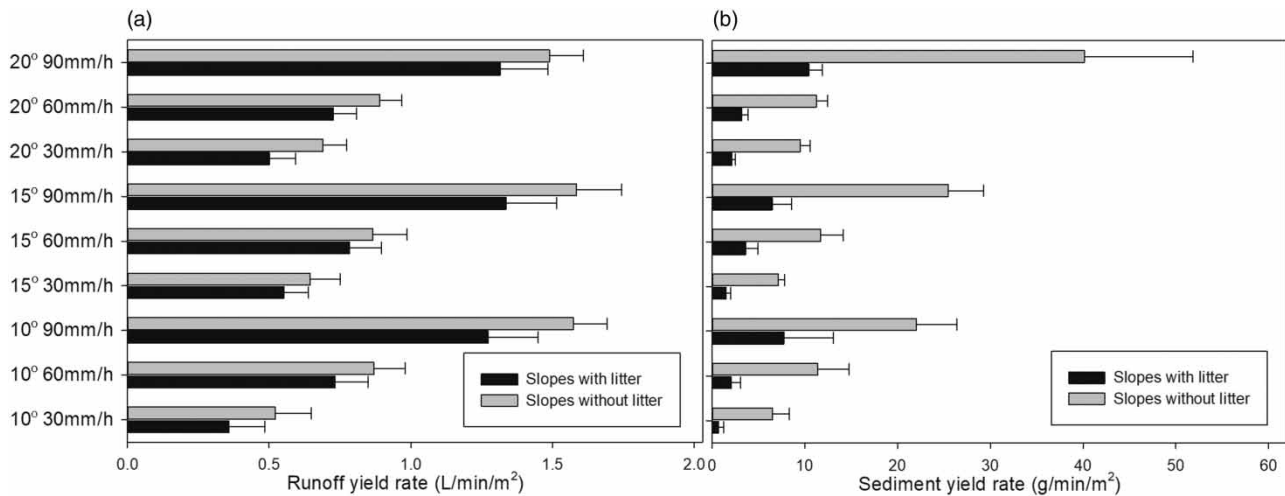 (a)
(b)
20° 90mm/h
20° 60mm/h
20° 30mm/h
15° 90mm/h
15° 60mm/h
15° 30mm/h
10° 90mm/h
10° 60mm/h
10° 30mm/h
Slopes with litter
Slopes without litter
0.0 0.5 1.0 1.5 2.0
Runoff yield rate (L/min/m²)
Slopes with litter
Slopes without litter
0 10 20 30 40 50 60
Sediment yield rate (g/min/m²)